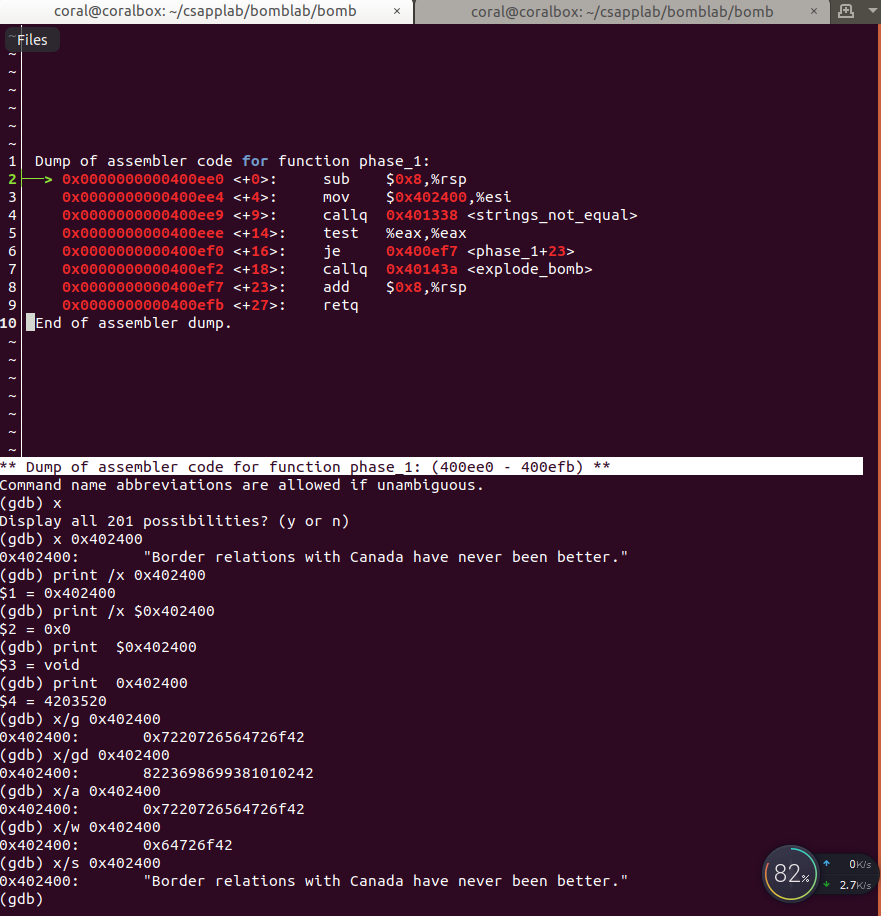 coral@coralbox: ~/csapplab/bomblab/bomb × coral@coralbox: ~/csapplab/bomblab/bomb ×
~ Files
~
~
~
~
~
~
1 Dump of assembler code for function phase_1:
2 ──> 0x0000000000400ee0 <+0>: sub $0x8,%rsp
3 0x0000000000400ee4 <+4>: mov $0x402400,%esi
4 0x0000000000400ee9 <+9>: callq 0x401338 <strings_not_equal>
5 0x0000000000400eee <+14>: test %eax,%eax
6 0x0000000000400ef0 <+16>: je 0x400ef7 <phase_1+23>
7 0x0000000000400ef2 <+18>: callq 0x40143a <explode_bomb>
8 0x0000000000400ef7 <+23>: add $0x8,%rsp
9 0x0000000000400efb <+27>: retq
10 End of assembler dump.
~
~
~
~
~
~
~
** Dump of assembler code for function phase_1: (400ee0 - 400efb) **
Command name abbreviations are allowed if unambiguous.
(gdb) x
Display all 201 possibilities? (y or n)
(gdb) x 0x402400
0x402400: "Border relations with Canada have never been better."
(gdb) print /x 0x402400
$1 = 0x402400
(gdb) print /x $0x402400
$2 = 0x0
(gdb) print  $0x402400
$3 = void
(gdb) print  0x402400
$4 = 4203520
(gdb) x/g 0x402400
0x402400: 0x7220726564726f42
(gdb) x/gd 0x402400
0x402400: 8223698699381010242
(gdb) x/a 0x402400
0x402400: 0x7220726564726f42
(gdb) x/w 0x402400
0x402400: 0x64726f42
(gdb) x/s 0x402400
0x402400: "Border relations with Canada have never been better."
(gdb)
82% ↑ 0K/s
↓ 2.7K/s